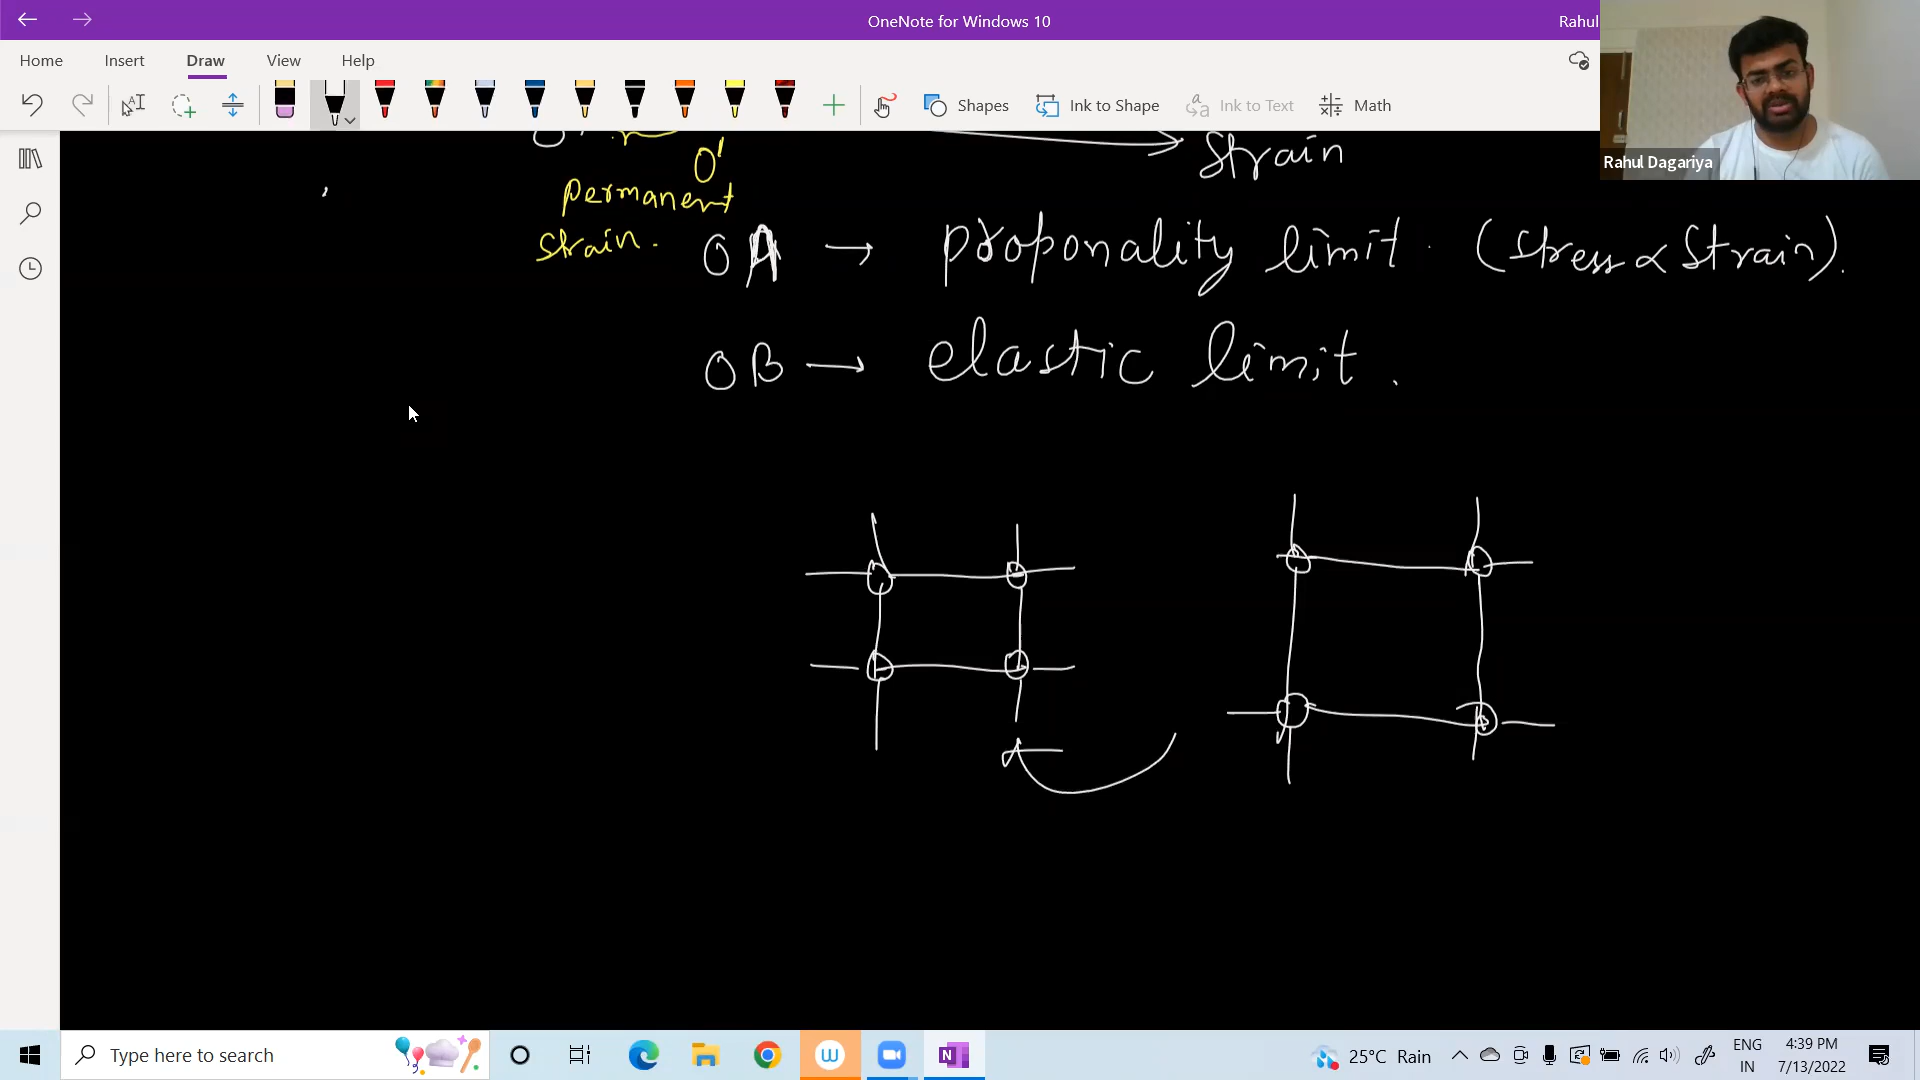 OneNote for Windows 10
Rahul
Home Insert Draw View Help
Shapes Ink to Shape Ink to Text Math
Rahul Dagariya
O'
Strain
permanent
strain.
OA → proponality limit. (Stress ∝ Strain).
OB → elastic limit.
Type here to search
25°C Rain
ENG
IN
4:39 PM
7/13/2022